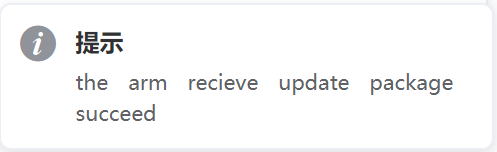 提示
the arm recieve update package
succeed